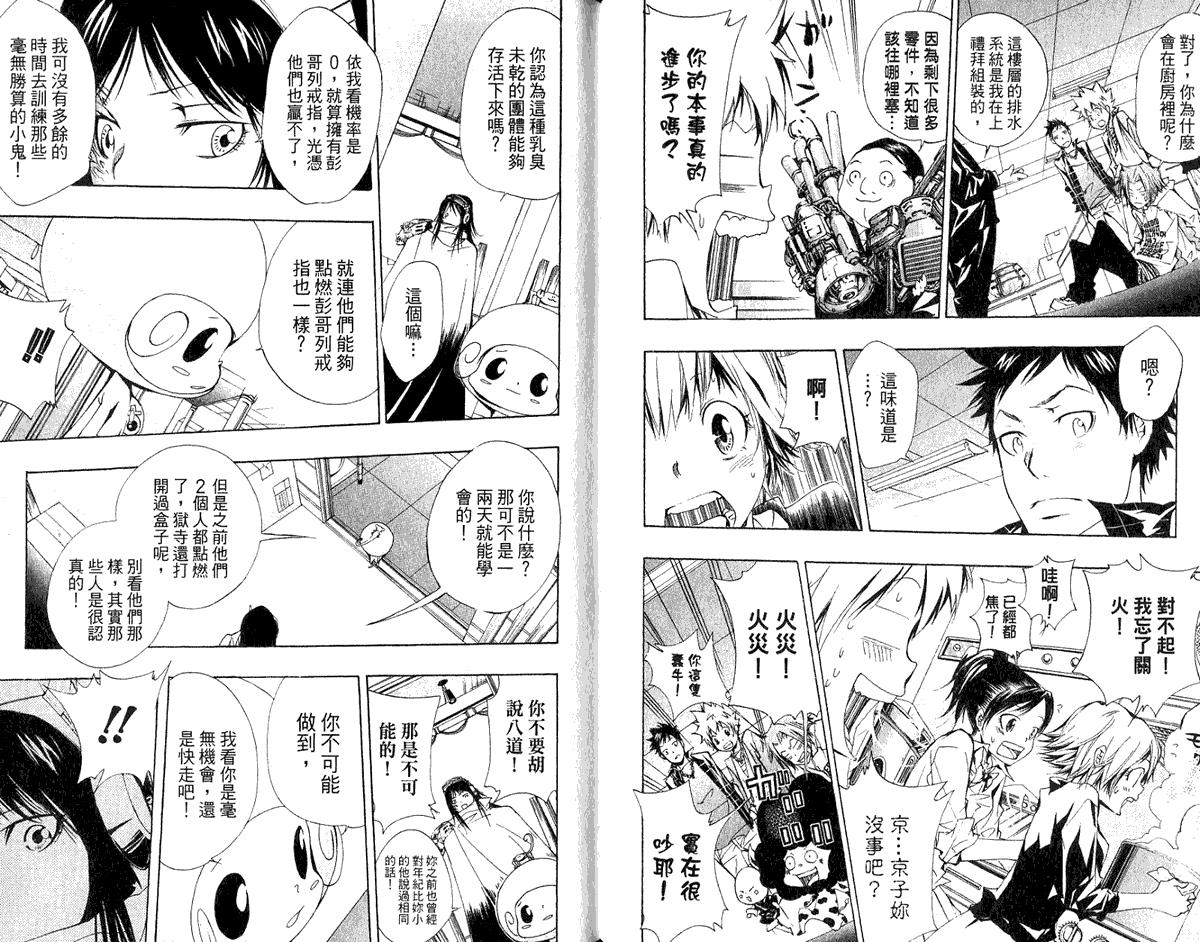 對了，你為什麼
會在廚房裡呢？
這樓層的排水
系統是我在上
禮拜組裝的，
因為剩下很多
零件，不知道
該往哪裡塞…
你的本事真的
進步了嗎？
嗯？
這味道是
…？
啊！
對不起！
我忘了關
火！
哇啊！
已經都
焦了！
京…京子妳
沒事吧？
火災！
火災！
你這隻
蠢牛！
實在很
吵耶！
你認為這種乳臭
未乾的團體能夠
存活下來嗎？
這個嘛…
依我看機率是
0，就算擁有彭
哥列戒指，光憑
他們也贏不了，
我可沒有多餘的
時間去訓練那些
毫無勝算的小鬼！
就連他們能夠
點燃彭哥列戒
指也一樣？
!!
你說什麼？
那可不是一
兩天就能學
會的！
但是之前他們
2個人都點燃
了，獄寺還打
開過盒子呢，
別看他們那
樣，其實那
些人是很認
真的！
你不要胡
說八道！
那是不可
能的！
妳之前也曾經
對年紀比妳小
的他說過相同
的話！
你不可能
做到，
我看你是毫
無機會，還
是快走吧！
!!